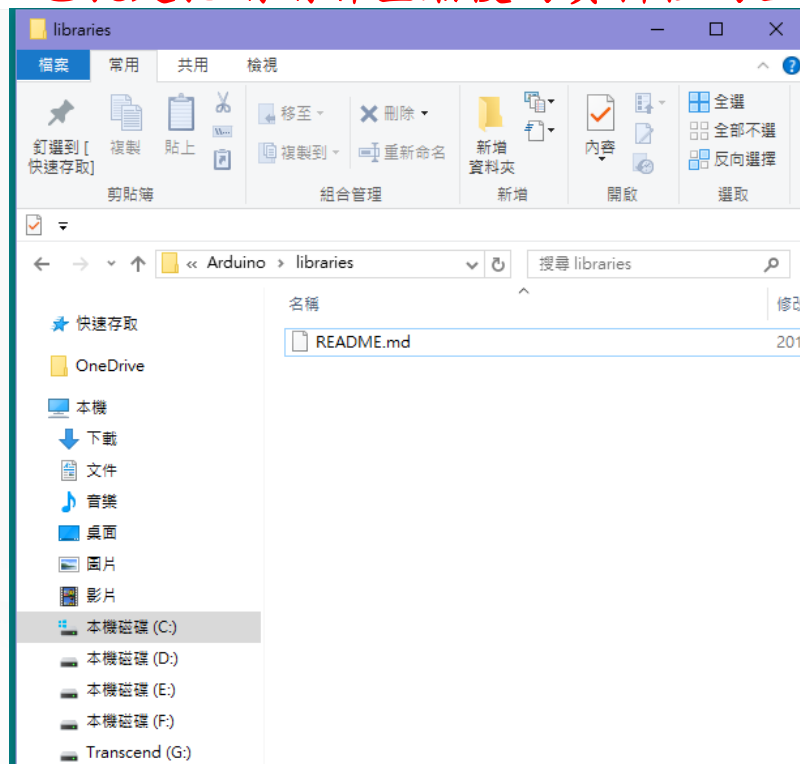 libraries
檔案 常用 共用 檢視
釘選到 [
快速存取]
複製
貼上
移至
複製到
刪除
重新命名
新增
資料夾
內容
全選
全部不選
反向選擇
剪貼簿 組合管理 新增 開啟 選取
« Arduino > libraries
搜尋 libraries
名稱
快速存取
README.md
201
OneDrive
本機
下載
文件
音樂
桌面
圖片
影片
本機磁碟 (C:)
本機磁碟 (D:)
本機磁碟 (E:)
本機磁碟 (F:)
Transcend (G:)